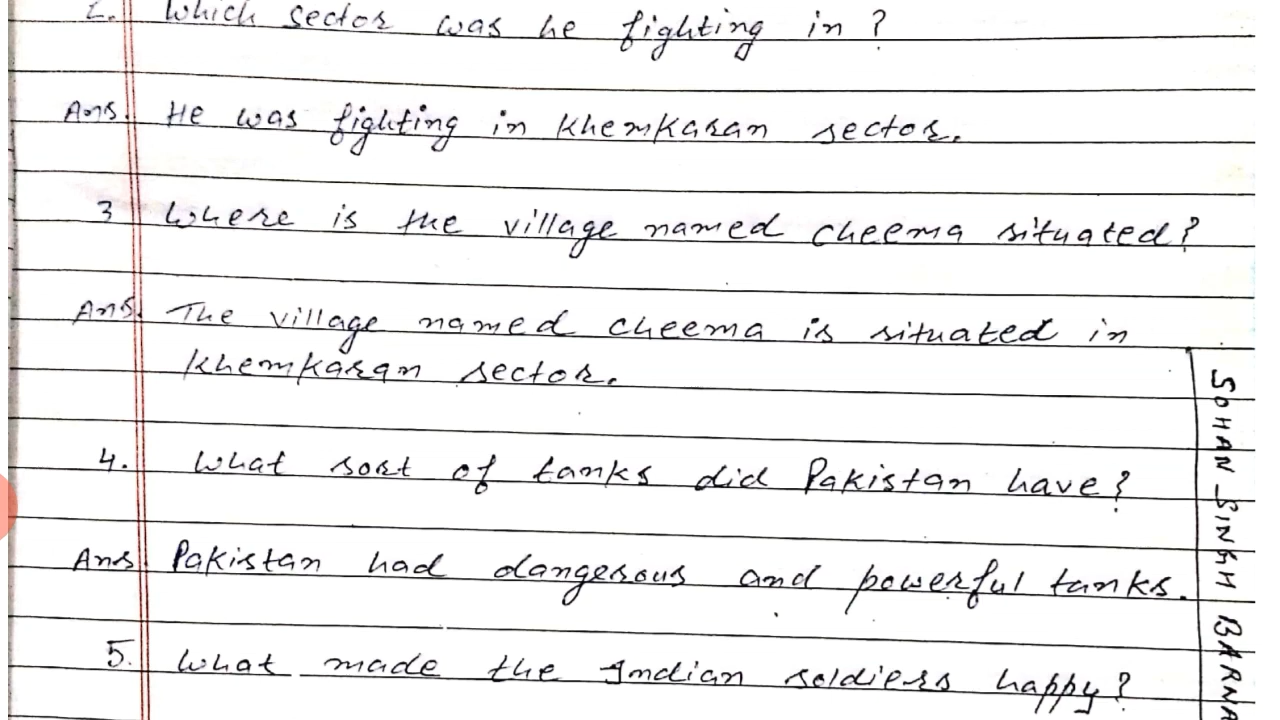 2. Which sector was he fighting in?
Ans. He was fighting in Khemkaran sector.
3 Where is the village named cheema situated?
Ans. The village named cheema is situated in
Khemkaran sector.
4. What sort of tanks did Pakistan have?
Ans Pakistan had dangerous and powerful tanks.
5. What made the Indian soldiers happy?
SOHAN SINGH BARNA